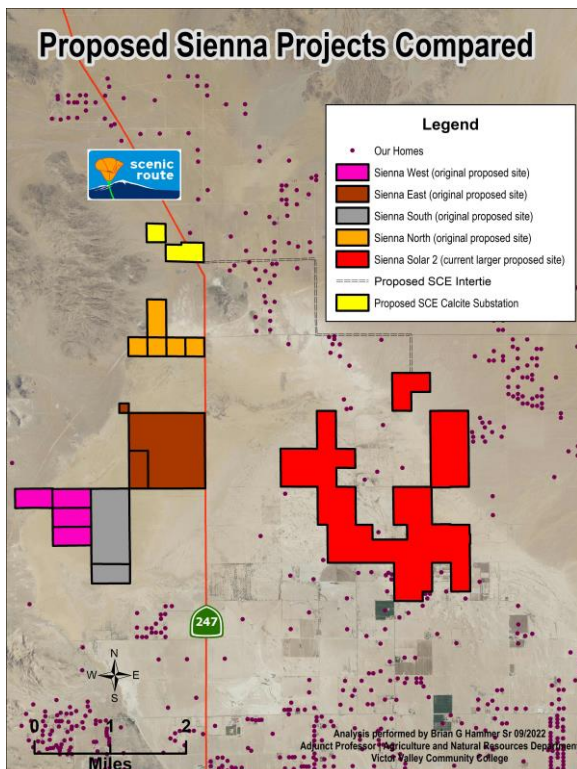 Proposed Sienna Projects Compared
scenic
route
Legend
Our Homes
Sienna West (original proposed site)
Sienna East (original proposed site)
Sienna South (original proposed site)
Sienna North (original proposed site)
Sienna Solar 2 (current larger proposed site)
Proposed SCE Intertie
Proposed SCE Calcite Substation
247
N
W E
S
0 1 2
Miles
Analysis performed by Brian G Hammer Sr 09/2022
Adjunct Professor Agriculture and Natural Resources Department
Victor Valley Community College